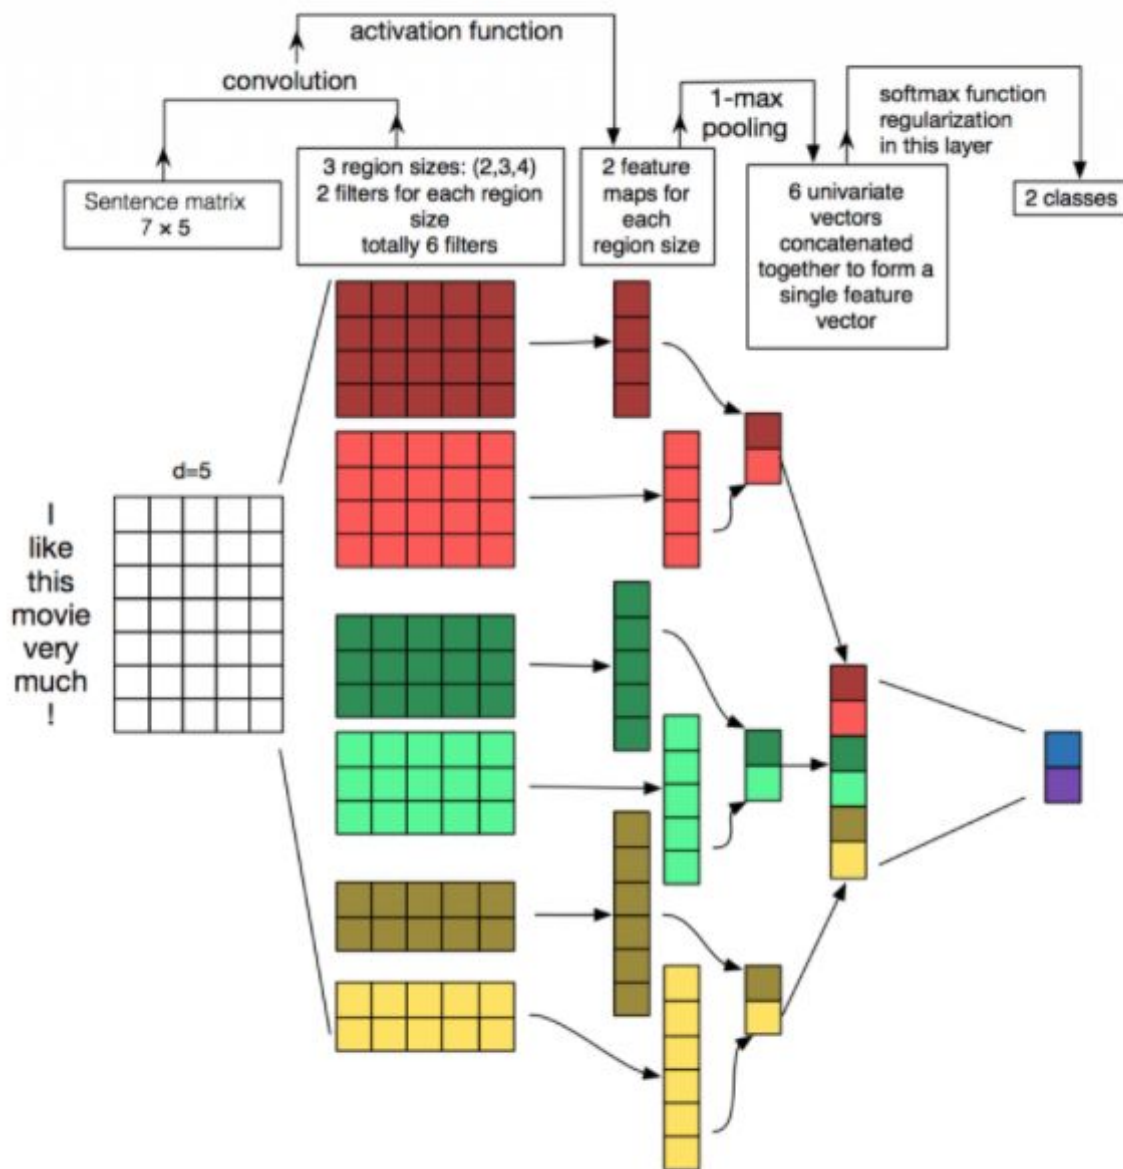 activation function
convolution
1-max
pooling
softmax function
regularization
in this layer
Sentence matrix
7 × 5
3 region sizes: (2,3,4)
2 filters for each region
size
totally 6 filters
2 feature
maps for
each
region size
6 univariate
vectors
concatenated
together to form a
single feature
vector
2 classes
d=5
I
like
this
movie
very
much
!